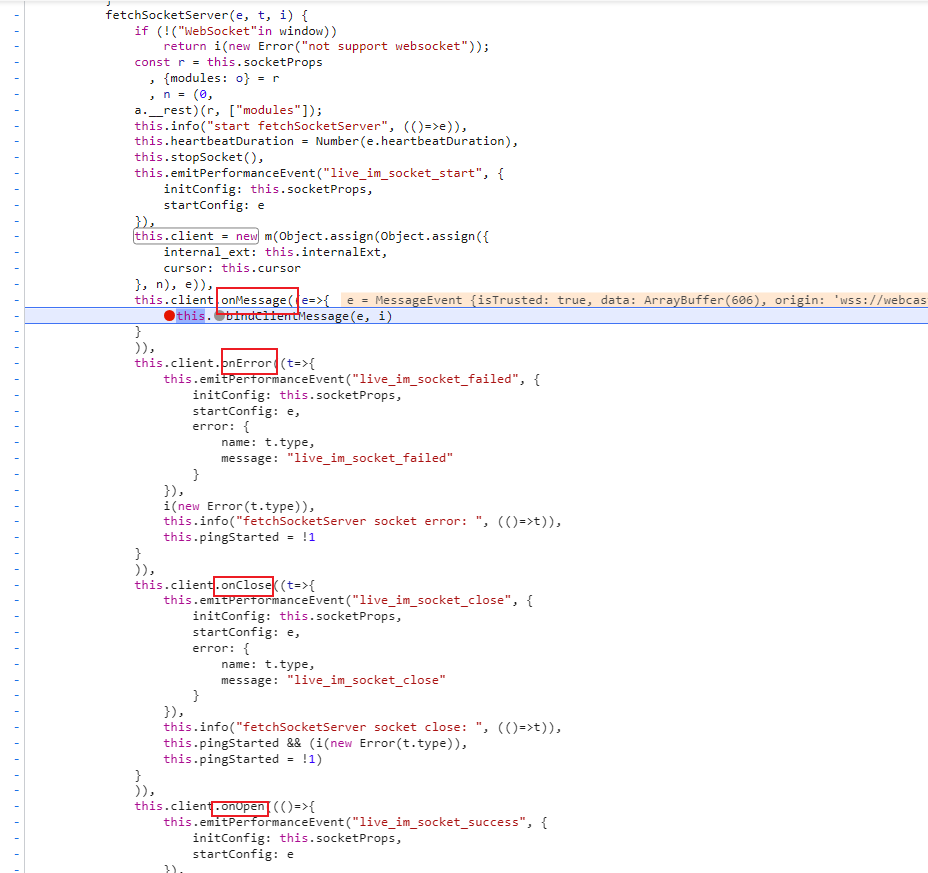 fetchSocketServer(e, t, i) {
if (!("WebSocket"in window))
return i(new Error("not support websocket"));
const r = this.socketProps
, {modules: o} = r
, n = (0,
a.__rest)(r, ["modules"]);
this.info("start fetchSocketServer", (()=>e)),
this.heartbeatDuration = Number(e.heartbeatDuration),
this.stopSocket(),
this.emitPerformanceEvent("live_im_socket_start", {
initConfig: this.socketProps,
startConfig: e
}),
this.client = new m(Object.assign(Object.assign({
internal_ext: this.internalExt,
cursor: this.cursor
}, n), e)),
this.client.onMessage((e=>{ e = MessageEvent {isTrusted: true, data: ArrayBuffer(606), origin: 'wss://webcas
this.bindClientMessage(e, i)
}
)),
this.client.onError((t=>{
this.emitPerformanceEvent("live_im_socket_failed", {
initConfig: this.socketProps,
startConfig: e,
error: {
name: t.type,
message: "live_im_socket_failed"
}
}),
i(new Error(t.type)),
this.info("fetchSocketServer socket error: ", (()=>t)),
this.pingStarted = !1
}
)),
this.client.onClose((t=>{
this.emitPerformanceEvent("live_im_socket_close", {
initConfig: this.socketProps,
startConfig: e,
error: {
name: t.type,
message: "live_im_socket_close"
}
}),
this.info("fetchSocketServer socket close: ", (()=>t)),
this.pingStarted && (i(new Error(t.type)),
this.pingStarted = !1)
}
)),
this.client.onOpen((()=>{
this.emitPerformanceEvent("live_im_socket_success", {
initConfig: this.socketProps,
startConfig: e
}),